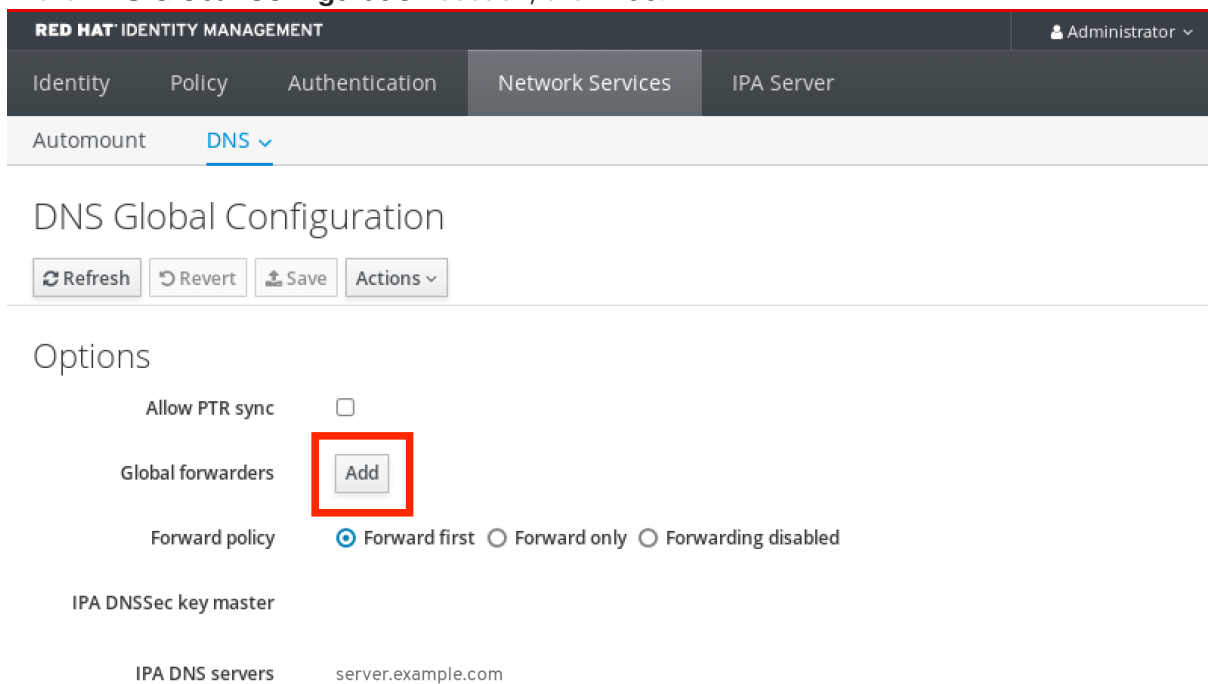 RED HAT IDENTITY MANAGEMENT Administrator
Identity Policy Authentication Network Services IPA Server
Automount DNS
DNS Global Configuration
Refresh Revert Save Actions
Options
Allow PTR sync
Global forwarders Add
Forward policy Forward first Forward only Forwarding disabled
IPA DNSSec key master
IPA DNS servers server.example.com